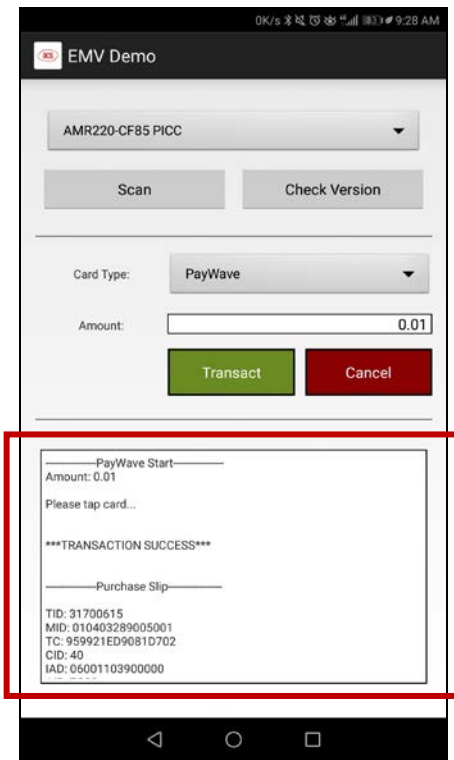 0K/s 83 9:28 AM
acs EMV Demo
AMR220-CF85 PICC
Scan Check Version
Card Type: PayWave
Amount: 0.01
Transact Cancel
----------------PayWave Start----------------
Amount: 0.01
Please tap card...
***TRANSACTION SUCCESS***
----------------Purchase Slip----------------
TID: 31700615
MID: 010403289005001
TC: 959921ED9081D702
CID: 40
IAD: 06001103900000